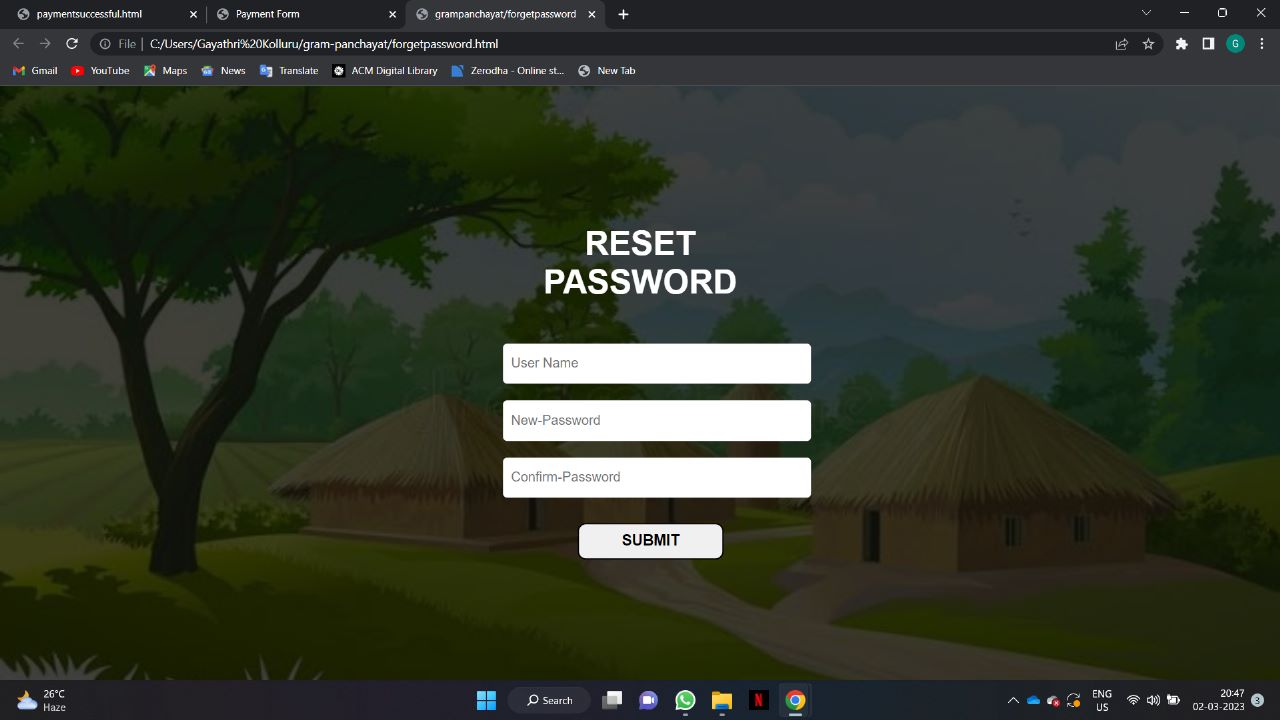 paymentsuccessful.html
Payment Form
grampanchayat/forgetpassword
File
C:/Users/Gayathri%20Kolluru/gram-panchayat/forgetpassword.html
G
Gmail
YouTube
Maps
News
Translate
ACM Digital Library
Zerodha - Online st...
New Tab
RESET
PASSWORD
User Name
New-Password
Confirm-Password
SUBMIT
26°C
Haze
Search
N
ENG
US
20:47
02-03-2023
3